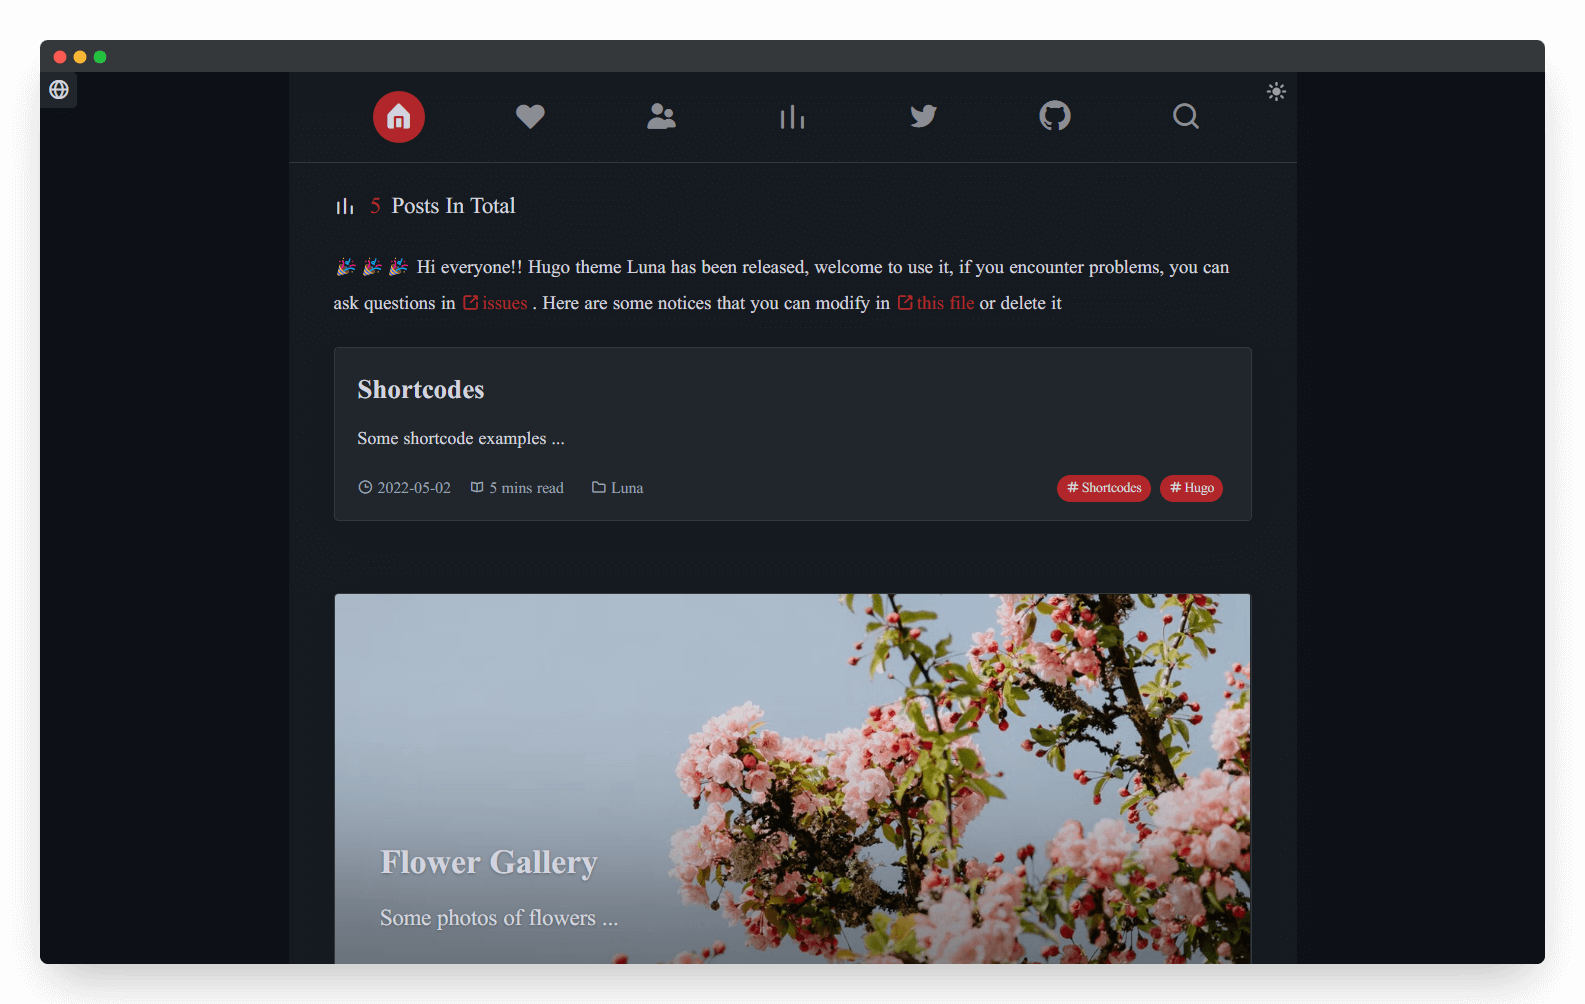 5 Posts In Total
🎉 🎉 🎉 Hi everyone!! Hugo theme Luna has been released, welcome to use it, if you encounter problems, you can
ask questions in issues . Here are some notices that you can modify in this file or delete it
Shortcodes
Some shortcode examples ...
2022-05-02 5 mins read Luna # Shortcodes # Hugo
Flower Gallery
Some photos of flowers ...